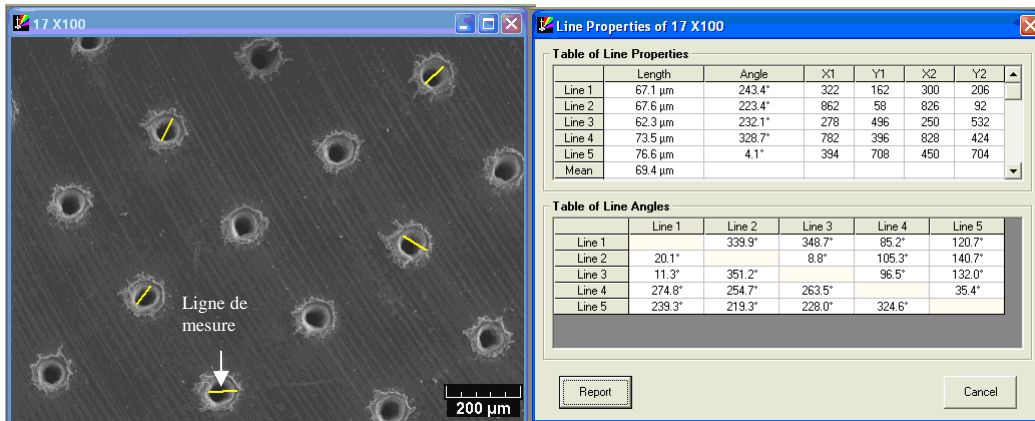 17 X100
Ligne de
mesure
200 µm
Line Properties of 17 X100
Table of Line Properties
Length Angle X1 Y1 X2 Y2
Line 1 67.1 µm 243.4° 322 162 300 206
Line 2 67.6 µm 223.4° 862 58 826 92
Line 3 62.3 µm 232.1° 278 496 250 532
Line 4 73.5 µm 328.7° 782 396 828 424
Line 5 76.6 µm 4.1° 394 708 450 704
Mean 69.4 µm
Table of Line Angles
Line 1 Line 2 Line 3 Line 4 Line 5
Line 1 339.9° 348.7° 85.2° 120.7°
Line 2 20.1° 8.8° 105.3° 140.7°
Line 3 11.3° 351.2° 96.5° 132.0°
Line 4 274.8° 254.7° 263.5° 35.4°
Line 5 239.3° 219.3° 228.0° 324.6°
Report
Cancel